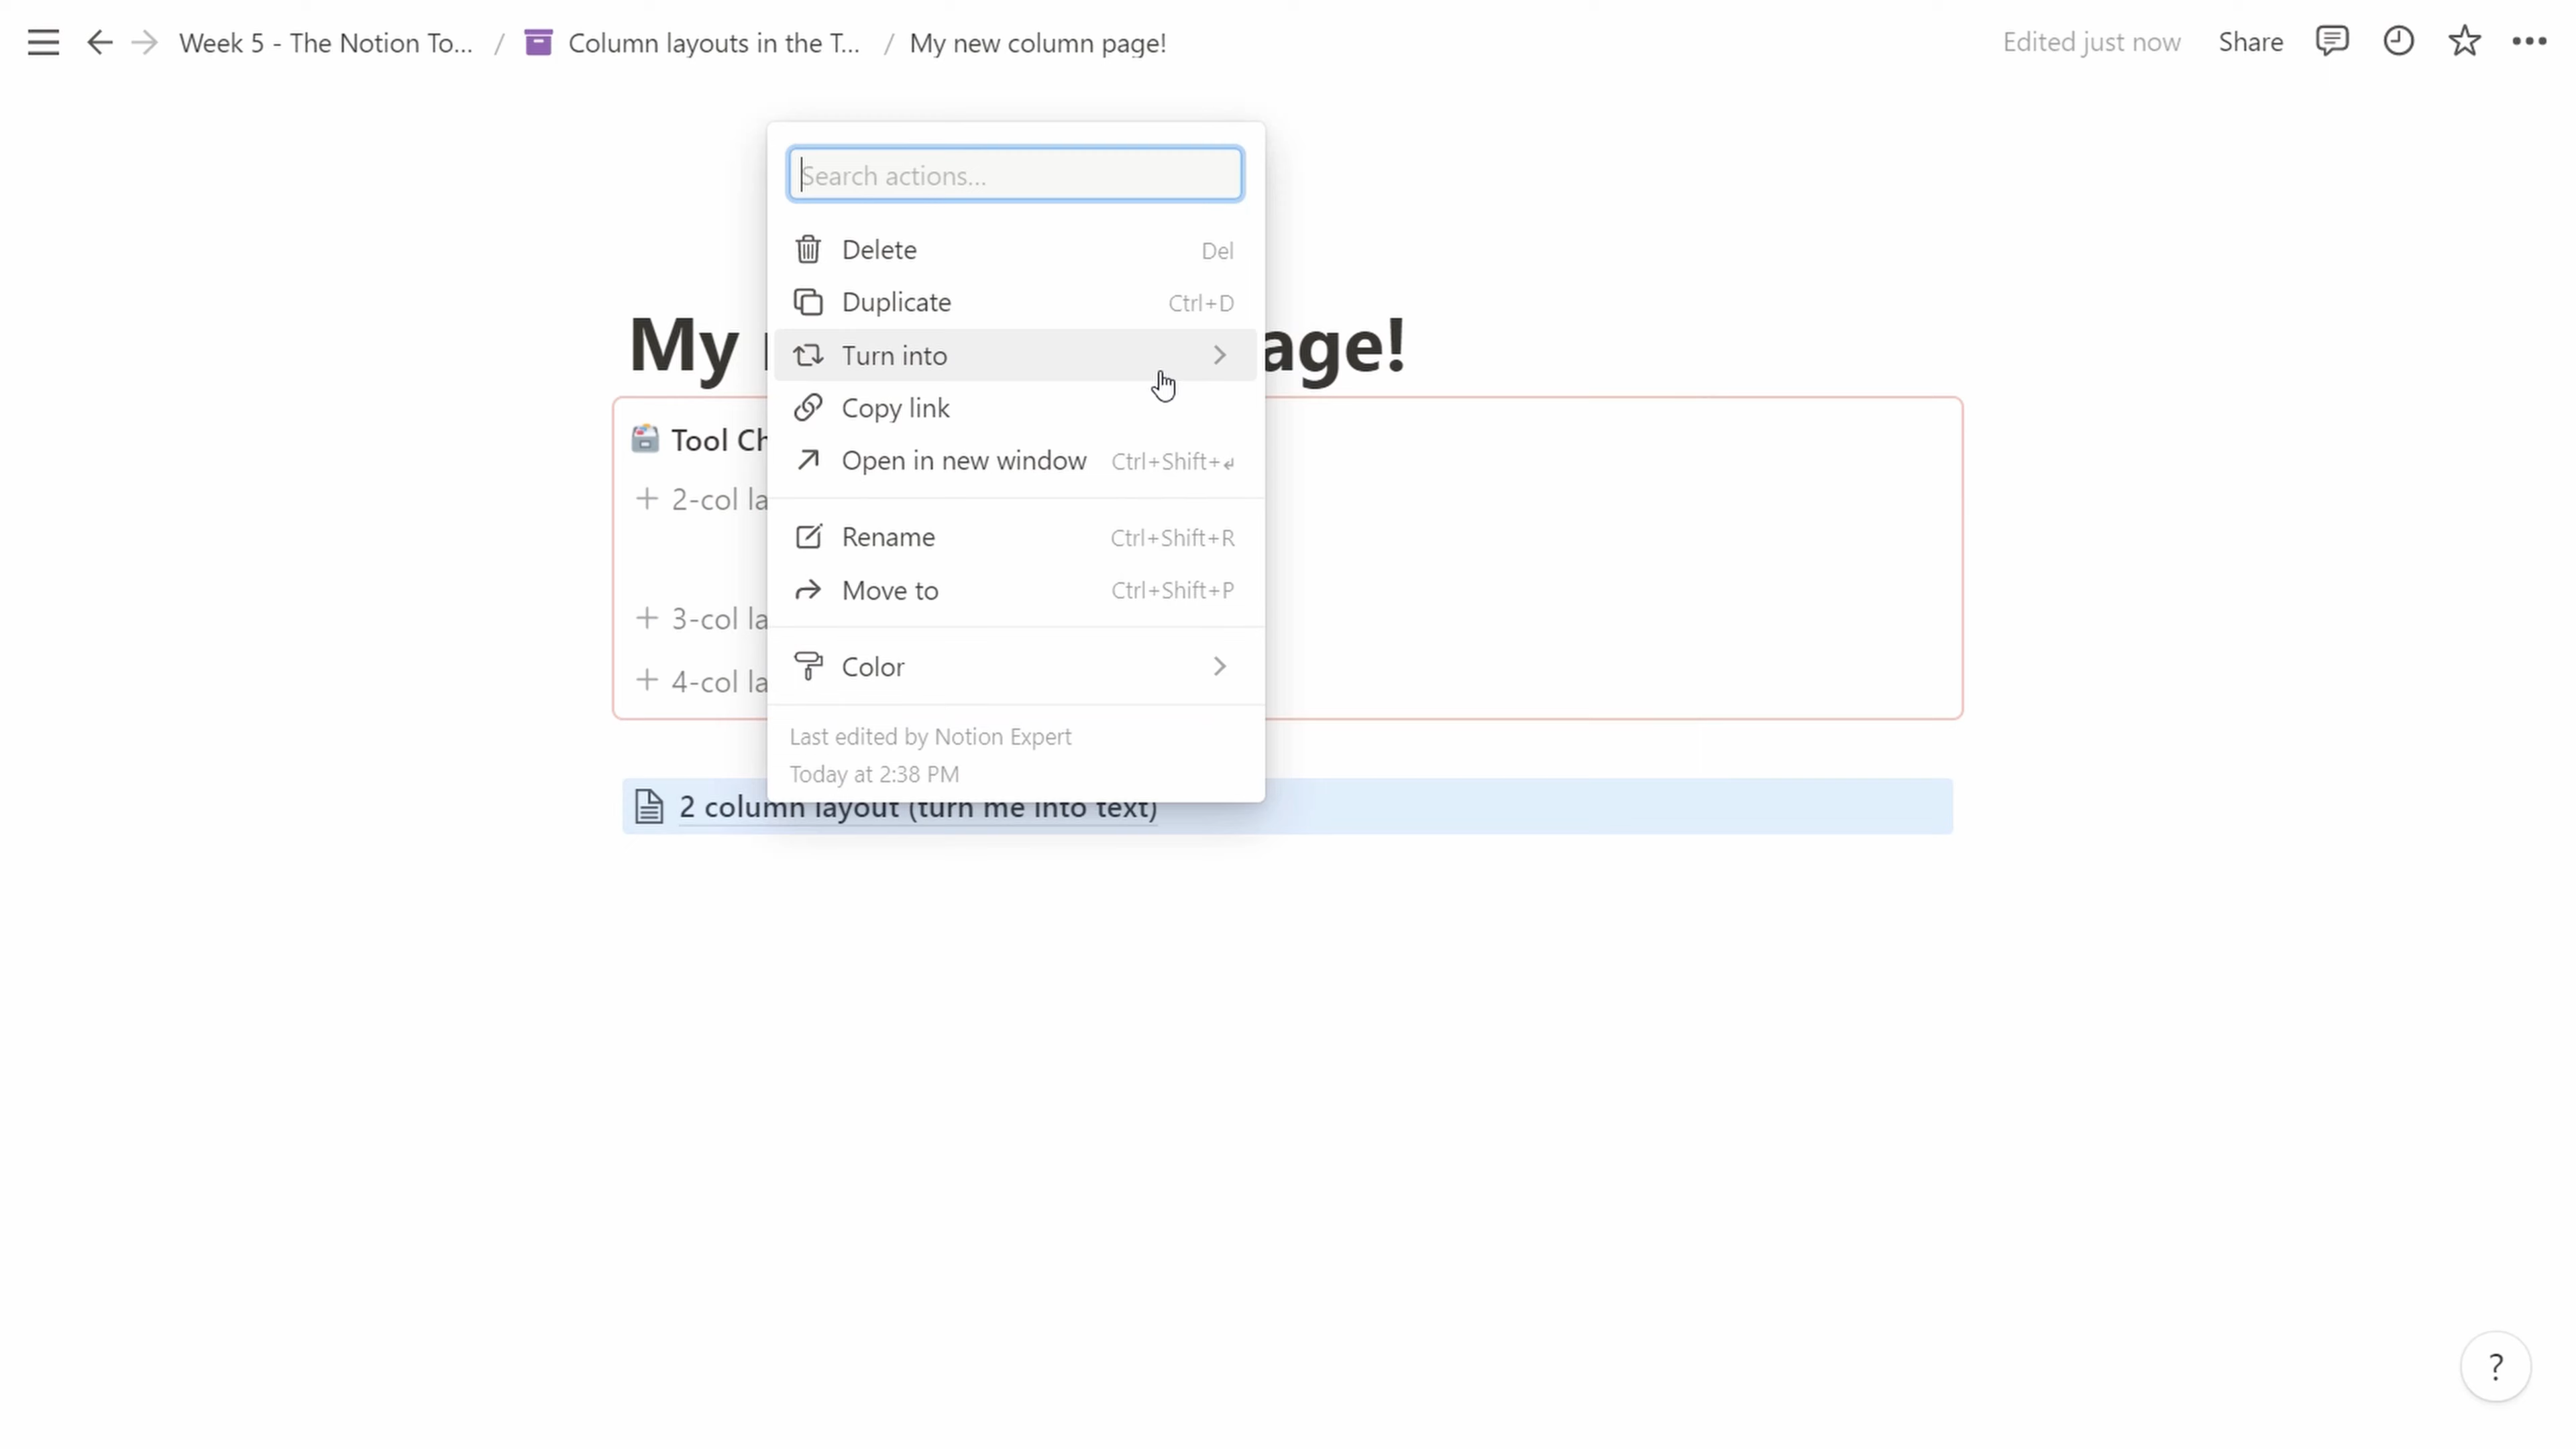 Week 5 - The Notion To... / Column layouts in the T... / My new column page! Edited just now Share
Search actions...
Delete Del
Duplicate Ctrl+D
My age!
Turn into
Copy link
Tool Ch
Open in new window Ctrl+Shift+↵
+ 2-col la
Rename Ctrl+Shift+R
Move to Ctrl+Shift+P
+ 3-col la
Color
+ 4-col la
Last edited by Notion Expert
Today at 2:38 PM
2 column layout (turn me into text)
?